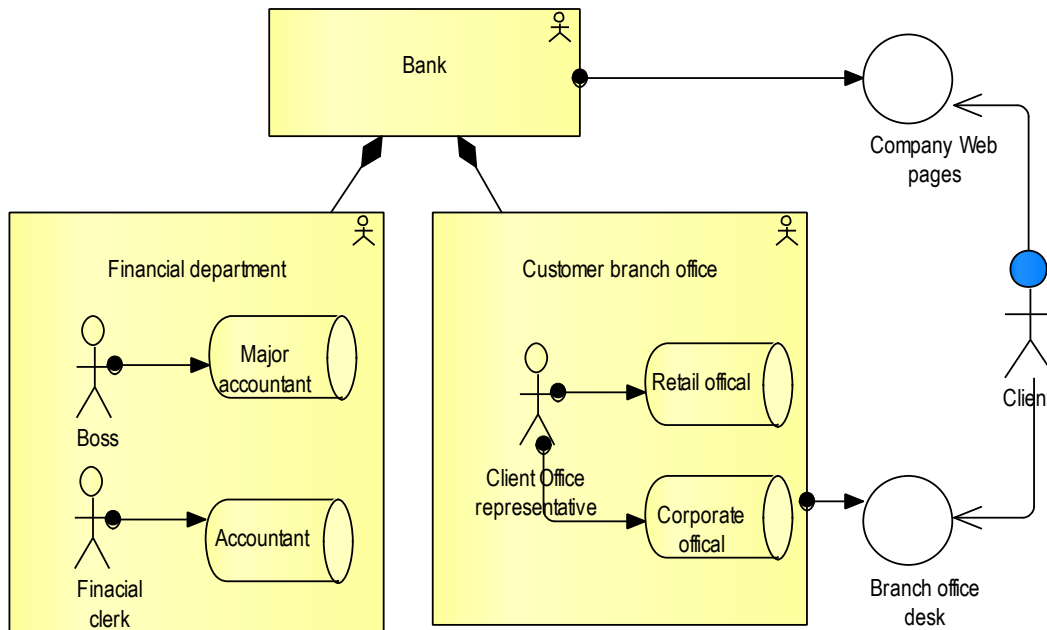 Bank
Company Web
pages
Financial department
Customer branch office
Major
accountant
Boss
Retail offical
Client
Client Office
representative
Corporate
offical
Accountant
Finacial
clerk
Branch office
desk